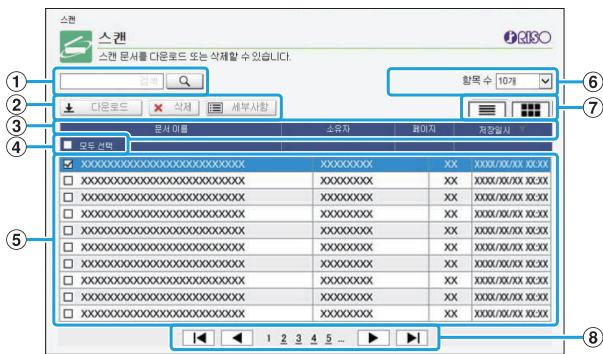 스캔
스캔
RISO
스캔 문서를 다운로드 또는 삭제할 수 있습니다.
① 검색 항목 수 10개 ⑥
② 다운로드 삭제 세부사항 ⑦
③ 문서 이름 소유자 페이지 저장일시
④ 모두 선택
XXXXXXXXXXXXXXXXXXXXXXXXX XXXXXXXX XX XXXX/XX/XX XX:XX
XXXXXXXXXXXXXXXXXXXXXXXXX XXXXXXXX XX XXXX/XX/XX XX:XX
XXXXXXXXXXXXXXXXXXXXXXXXX XXXXXXXX XX XXXX/XX/XX XX:XX
XXXXXXXXXXXXXXXXXXXXXXXXX XXXXXXXX XX XXXX/XX/XX XX:XX
XXXXXXXXXXXXXXXXXXXXXXXXX XXXXXXXX XX XXXX/XX/XX XX:XX
⑤
XXXXXXXXXXXXXXXXXXXXXXXXX XXXXXXXX XX XXXX/XX/XX XX:XX
XXXXXXXXXXXXXXXXXXXXXXXXX XXXXXXXX XX XXXX/XX/XX XX:XX
XXXXXXXXXXXXXXXXXXXXXXXXX XXXXXXXX XX XXXX/XX/XX XX:XX
XXXXXXXXXXXXXXXXXXXXXXXXX XXXXXXXX XX XXXX/XX/XX XX:XX
XXXXXXXXXXXXXXXXXXXXXXXXX XXXXXXXX XX XXXX/XX/XX XX:XX
1 2 3 4 5 ... ⑧